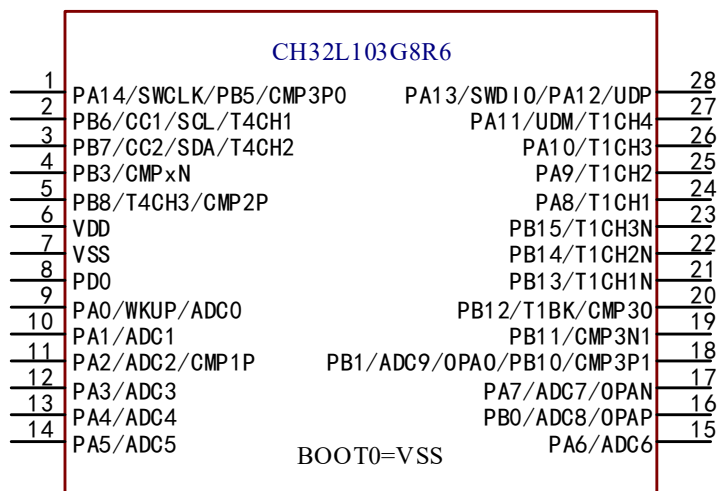 CH32L103G8R6
1 PA14/SWCLK/PB5/CMP3P0 PA13/SWDIO/PA12/UDP 28
2 PB6/CC1/SCL/T4CH1 PA11/UDM/T1CH4 27
3 PB7/CC2/SDA/T4CH2 PA10/T1CH3 26
4 PB3/CMPxN PA9/T1CH2 25
5 PB8/T4CH3/CMP2P PA8/T1CH1 24
6 VDD PB15/T1CH3N 23
7 VSS PB14/T1CH2N 22
8 PD0 PB13/T1CH1N 21
9 PA0/WKUP/ADC0 PB12/T1BK/CMP3O 20
10 PA1/ADC1 PB11/CMP3N1 19
11 PA2/ADC2/CMP1P PB1/ADC9/OPAO/PB10/CMP3P1 18
12 PA3/ADC3 PA7/ADC7/OPAN 17
13 PA4/ADC4 PB0/ADC8/OPAP 16
14 PA5/ADC5 PA6/ADC6 15
BOOT0=VSS